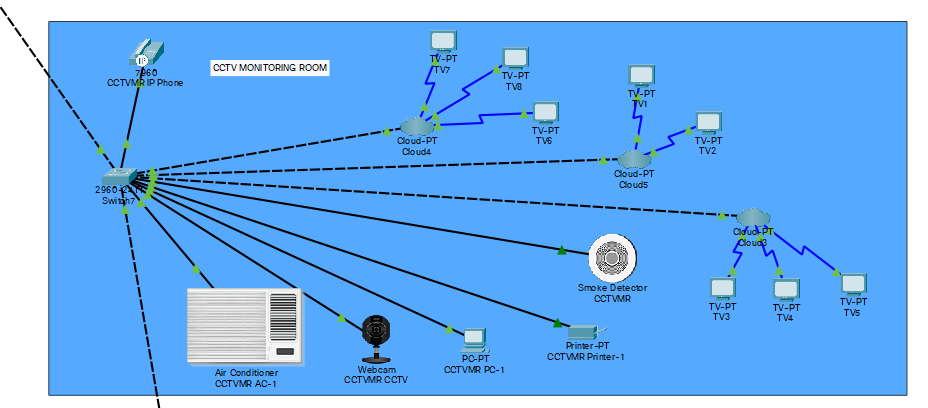 IP
7960
CCTVMR IP Phone
CCTV MONITORING ROOM
TV-PT
TV7
TV-PT
TV8
TV-PT
TV6
Cloud-PT
Cloud4
TV-PT
TV1
TV-PT
TV2
Cloud-PT
Cloud5
2960-24TT
Switch7
Cloud-PT
Cloud3
TV-PT
TV3
TV-PT
TV4
TV-PT
TV5
Smoke Detector
CCTVMR
Printer-PT
CCTVMR Printer-1
PC-PT
CCTVMR PC-1
Webcam
CCTVMR CCTV
Air Conditioner
CCTVMR AC-1